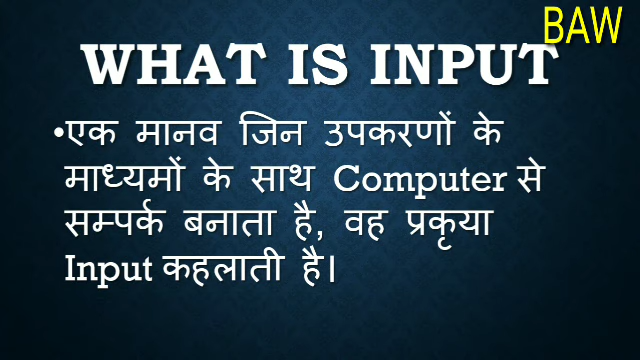 BAW
WHAT IS INPUT
•एक मानव जिन उपकरणों के
माध्यमों के साथ Computer से
सम्पर्क बनाता है, वह प्रकृया
Input कहलाती है।